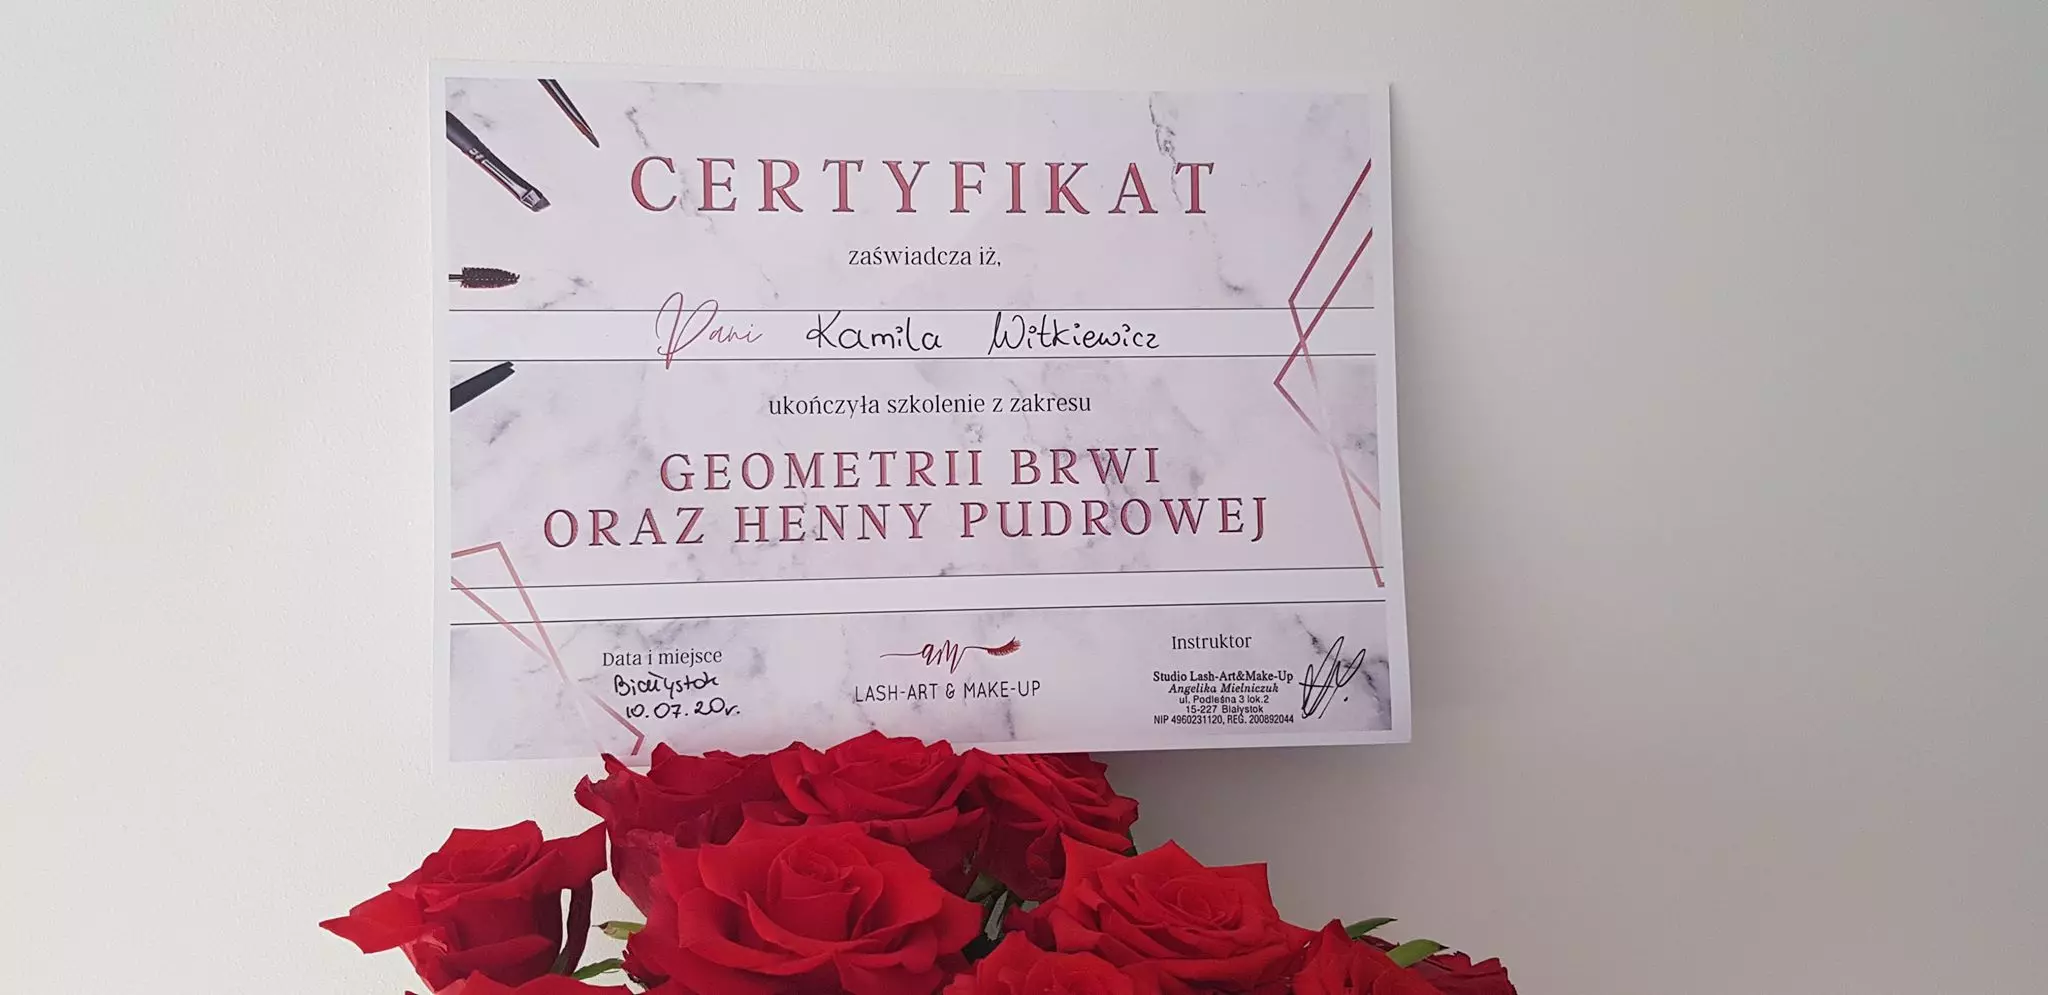 CERTYFIKAT
zaświadcza iż,
Pani Kamila Witkiewicz
ukończyła szkolenie z zakresu
GEOMETRII BRWI
ORAZ HENNY PUDROWEJ
Data i miejsce
Białystok
10.07.20r.
am
LASH-ART & MAKE-UP
Instruktor
Studio Lash-Art&Make-Up
Angelika Mielniczuk
ul. Podleśna 3 lok.2
15-227 Białystok
NIP 4960231120, REG. 200892044